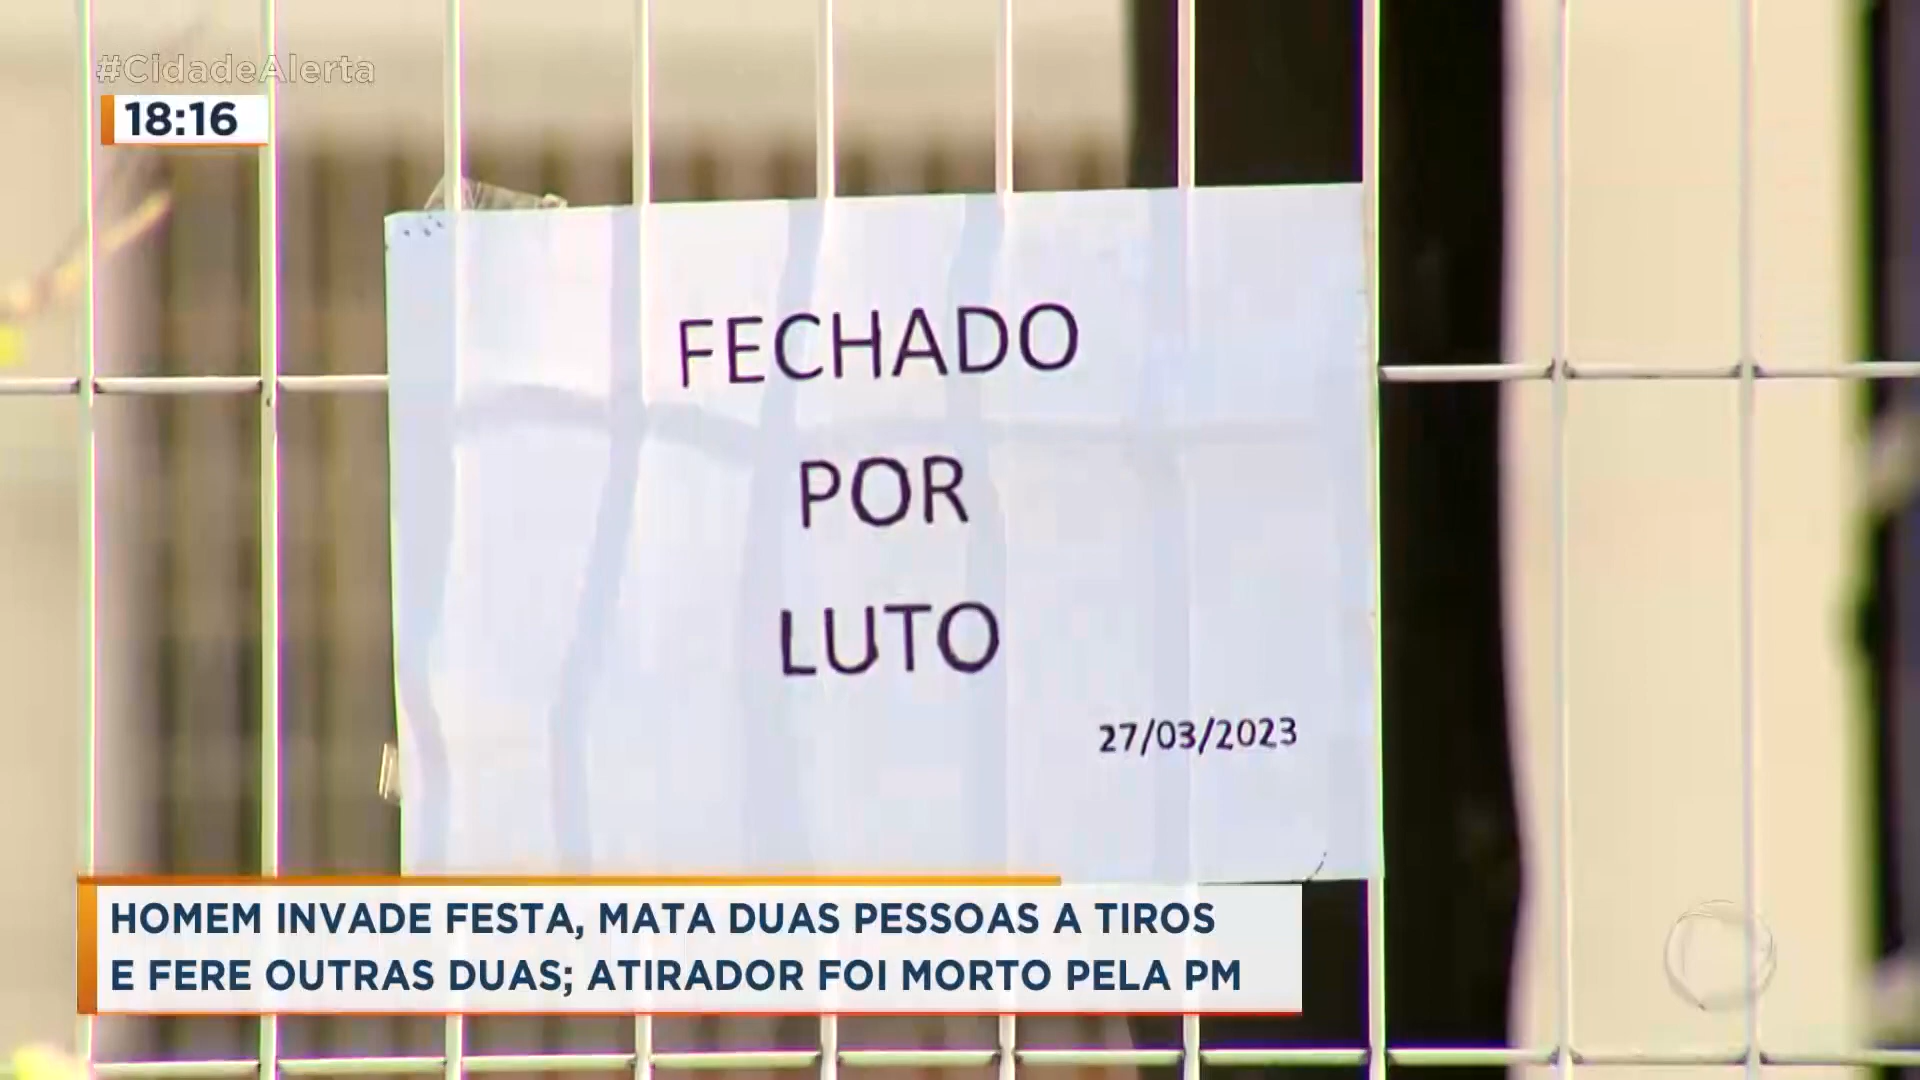 #CidadeAlerta
18:16
FECHADO
POR
LUTO
27/03/2023
HOMEM INVADE FESTA, MATA DUAS PESSOAS A TIROS
E FERE OUTRAS DUAS; ATIRADOR FOI MORTO PELA PM